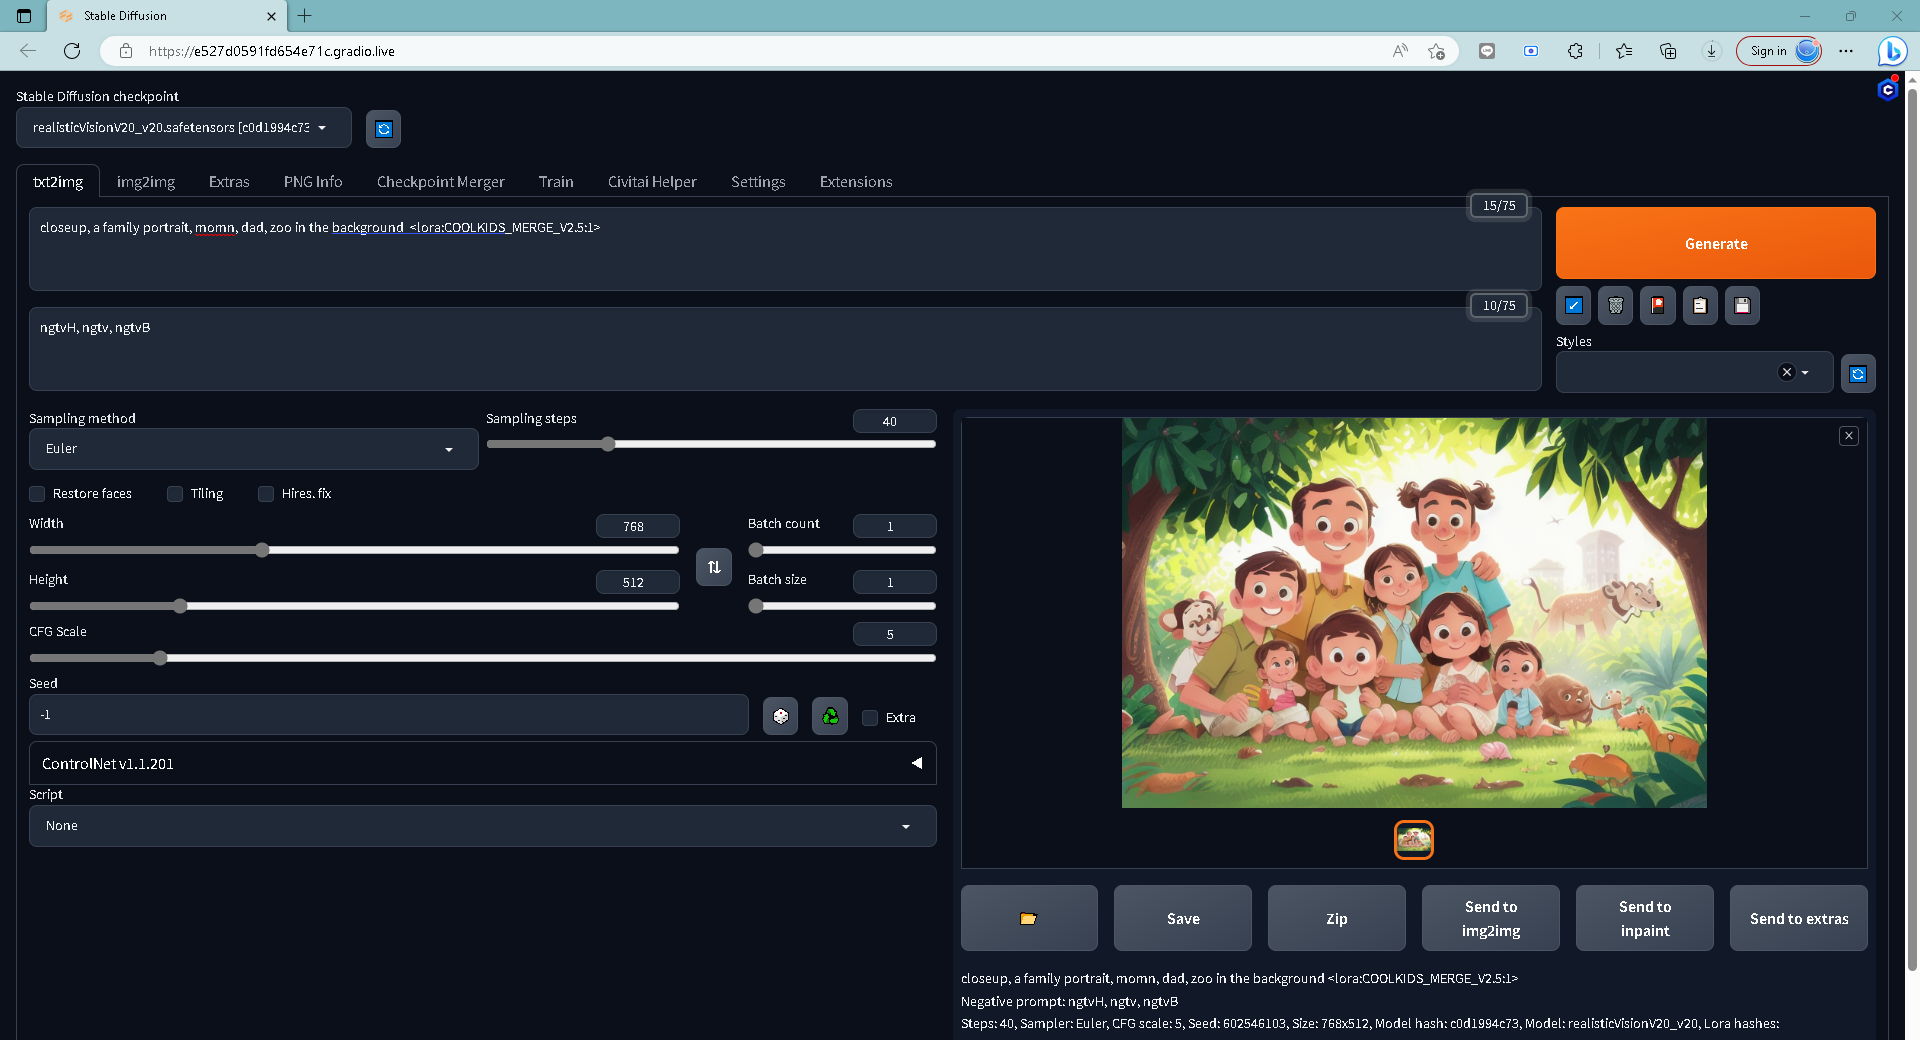 Stable Diffusion
https://e527d0591fd654e71c.gradio.live
Sign in
Stable Diffusion checkpoint
realisticVisionV20_v20.safetensors [c0d1994c73
txt2img img2img Extras PNG Info Checkpoint Merger Train Civitai Helper Settings Extensions
15/75
closeup, a family portrait, momn, dad, zoo in the background <lora:COOLKIDS_MERGE_V2.5:1>
Generate
10/75
ngtvH, ngtv, ngtvB
Styles
Sampling method
Euler
Sampling steps
40
Restore faces Tiling Hires. fix
Width
768
Batch count
1
Height
512
Batch size
1
CFG Scale
5
Seed
-1
Extra
ControlNet v1.1.201
Script
None
Save
Zip
Send to
img2img
Send to
inpaint
Send to extras
closeup, a family portrait, momn, dad, zoo in the background <lora:COOLKIDS_MERGE_V2.5:1>
Negative prompt: ngtvH, ngtv, ngtvB
Steps: 40, Sampler: Euler, CFG scale: 5, Seed: 602546103, Size: 768x512, Model hash: c0d1994c73, Model: realisticVisionV20_v20, Lora hashes: